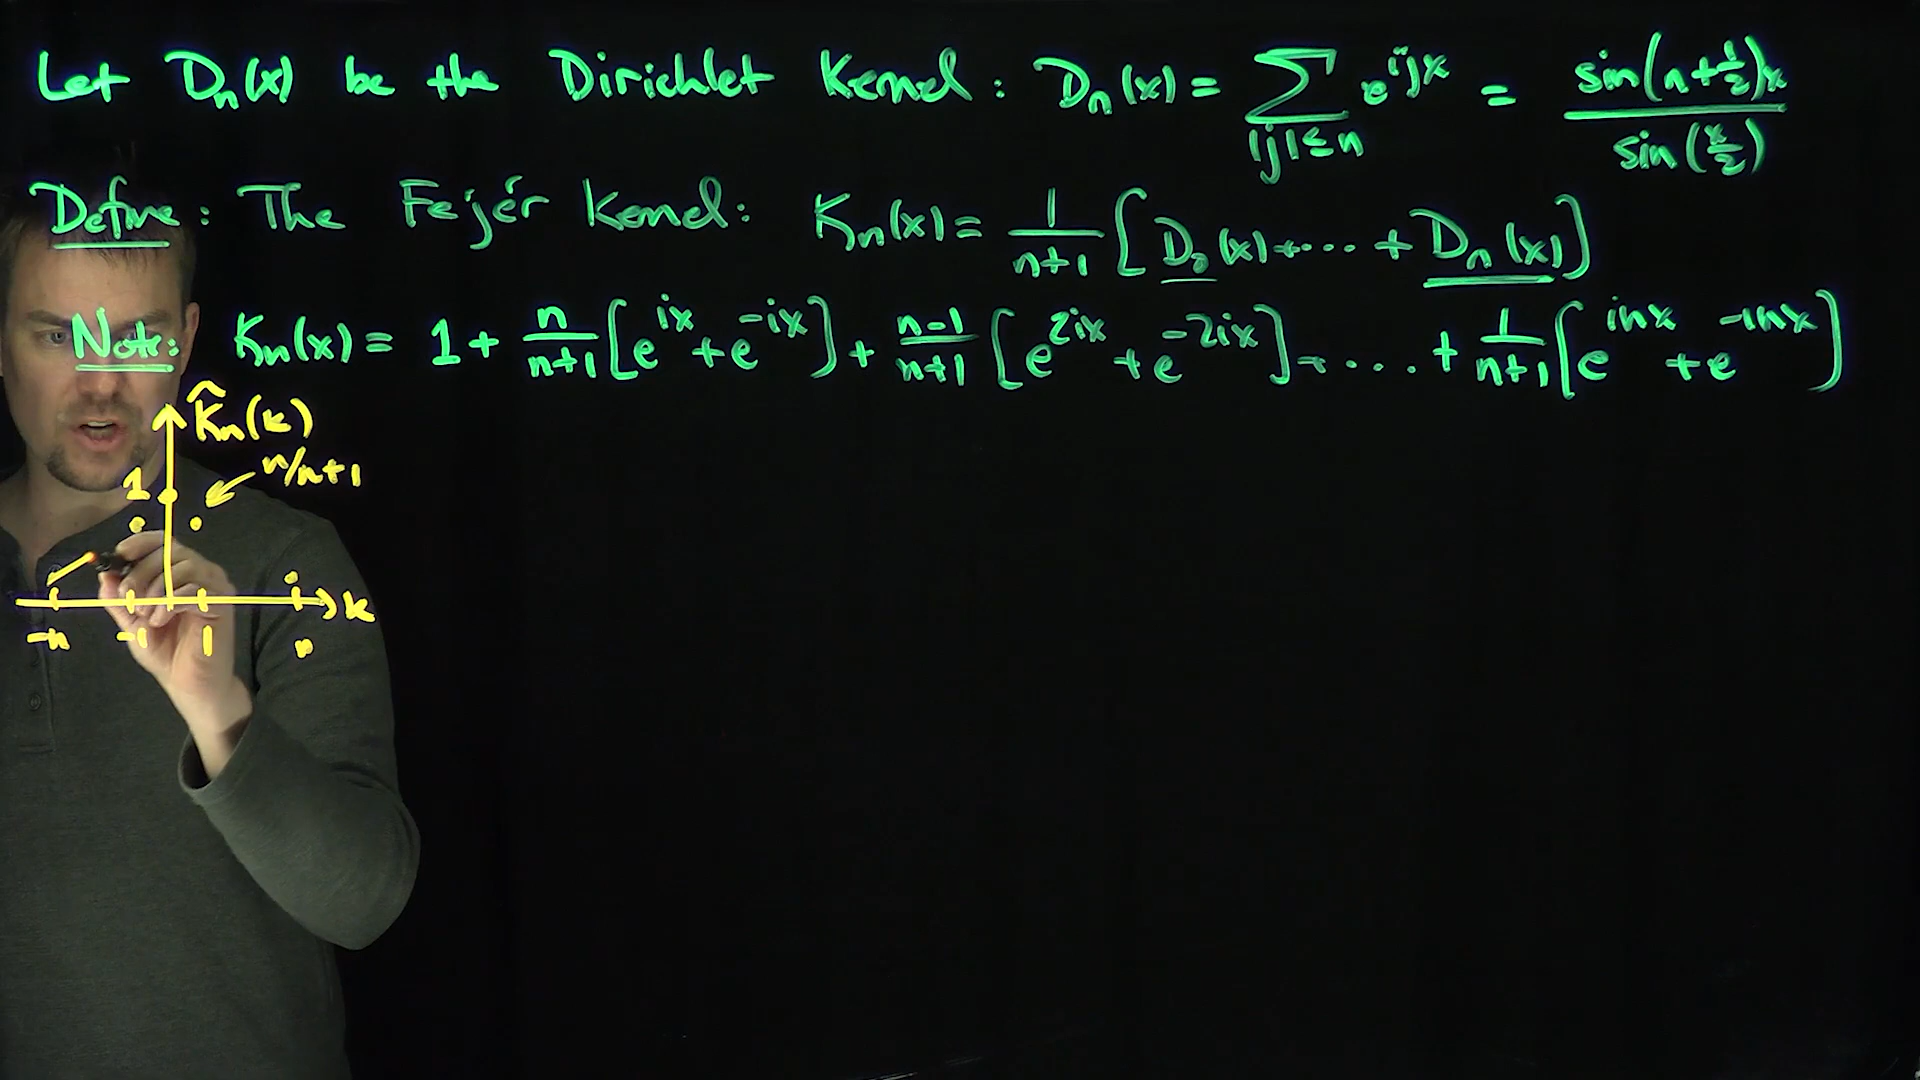 Let Dₙ(x) be the Dirichlet Kernel: Dₙ(x) = ∑_{|j|≤n} e^{ijx} = sin(n+½)x / sin(x/2)
Define: The Fejér Kernel: Kₙ(x) = 1/(n+1) [D₀(x)+···+Dₙ(x)]
Note: Kₙ(x) = 1 + n/(n+1) [e^{ix}+e^{-ix}] + (n-1)/(n+1) [e^{2ix}+e^{-2ix}] + ... + 1/(n+1) [e^{inx}+e^{-inx}]
K̂ₙ(k)
n/n+1
1
k
-n -1 1 n